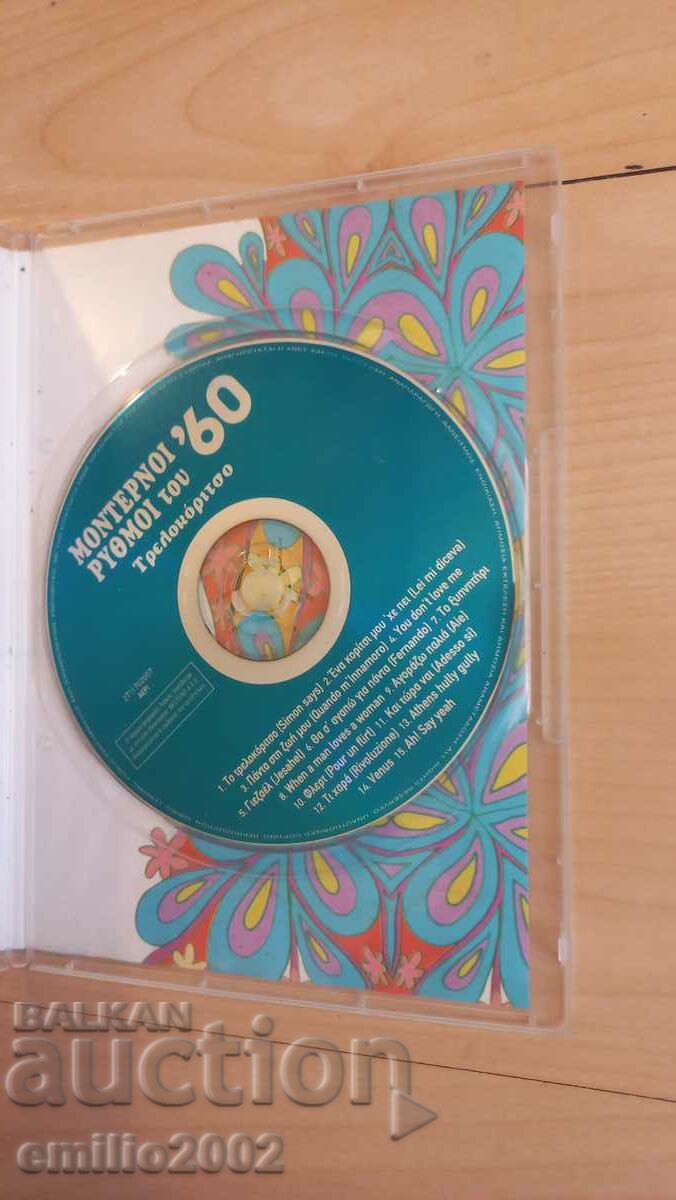 ΜΟΝΤΕΡΝΟΙ
ΡΥΘΜΟΙ του '60
Τρελοκόριτσο
1. Το τρελοκόριτσο (Simon says) 2. Ένα κορίτσι μου 'χε πει (Lei mi diceva)
3. Πάντα στη ζωή μου (Quando m'innamoro) 4. You don't love me
5. Γιεζαέλ (Jesahel) 6. Θα σ' αγαπώ για πάντα (Fernando) 7. Το ξυπνητήρι
8. When a man loves a woman 9. Αγοράζω παλιά (Aie)
10. Φλερτ (Pour un flirt) 11. Και τώρα ναι (Adesso si)
12. Τι χαρά (Rivoluzione) 13. Athens hully gully
14. Venus 15. Ah! Say yeah
ΑΕΡΙ
BALKAN
auction
emilio2002